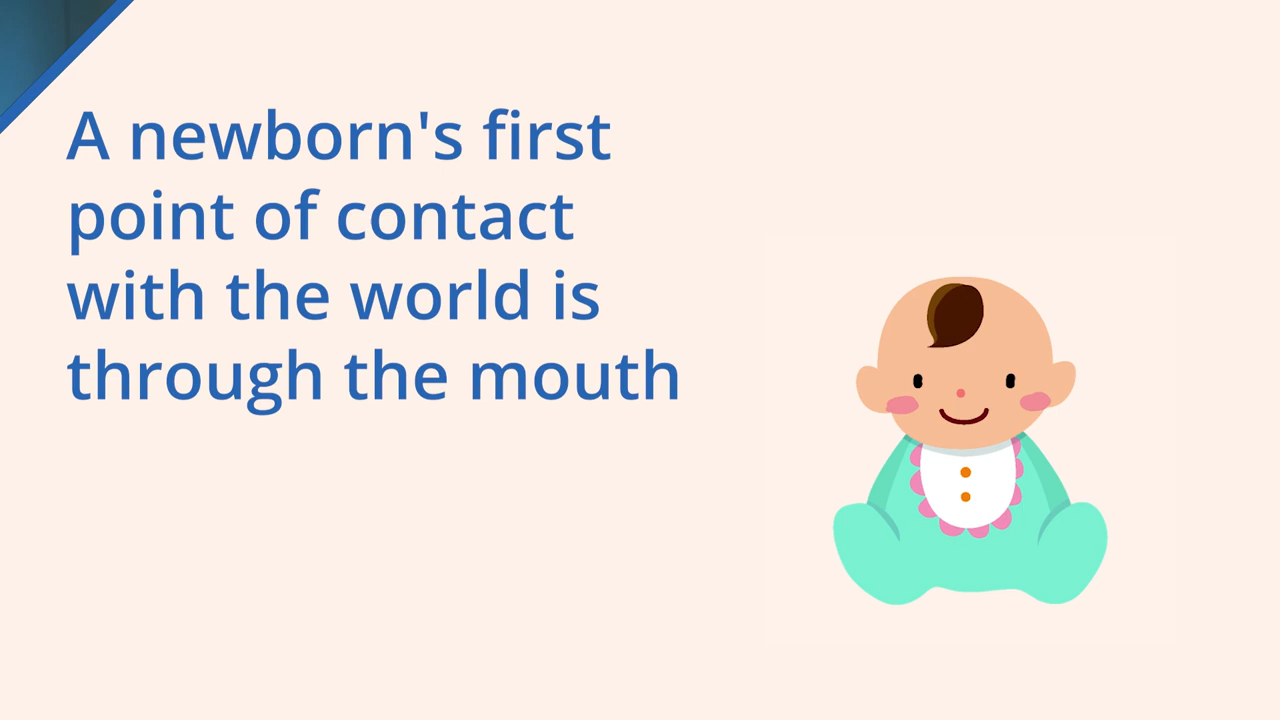 A newborn's first
point of contact
with the world is
through the mouth